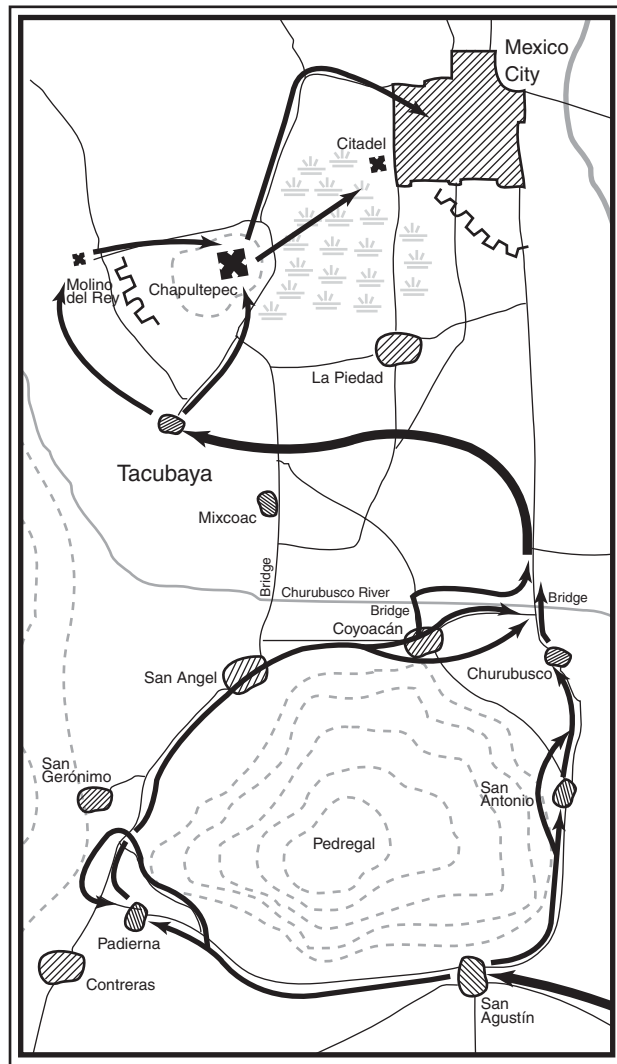 Mexico
City
Citadel
Molino
del Rey
Chapultepec
La Piedad
Tacubaya
Mixcoac
Bridge
Churubusco River
Bridge
Bridge
Coyoacán
San Angel
Churubusco
San
Gerónimo
San
Antonio
Pedregal
Padierna
Contreras
San
Agustín